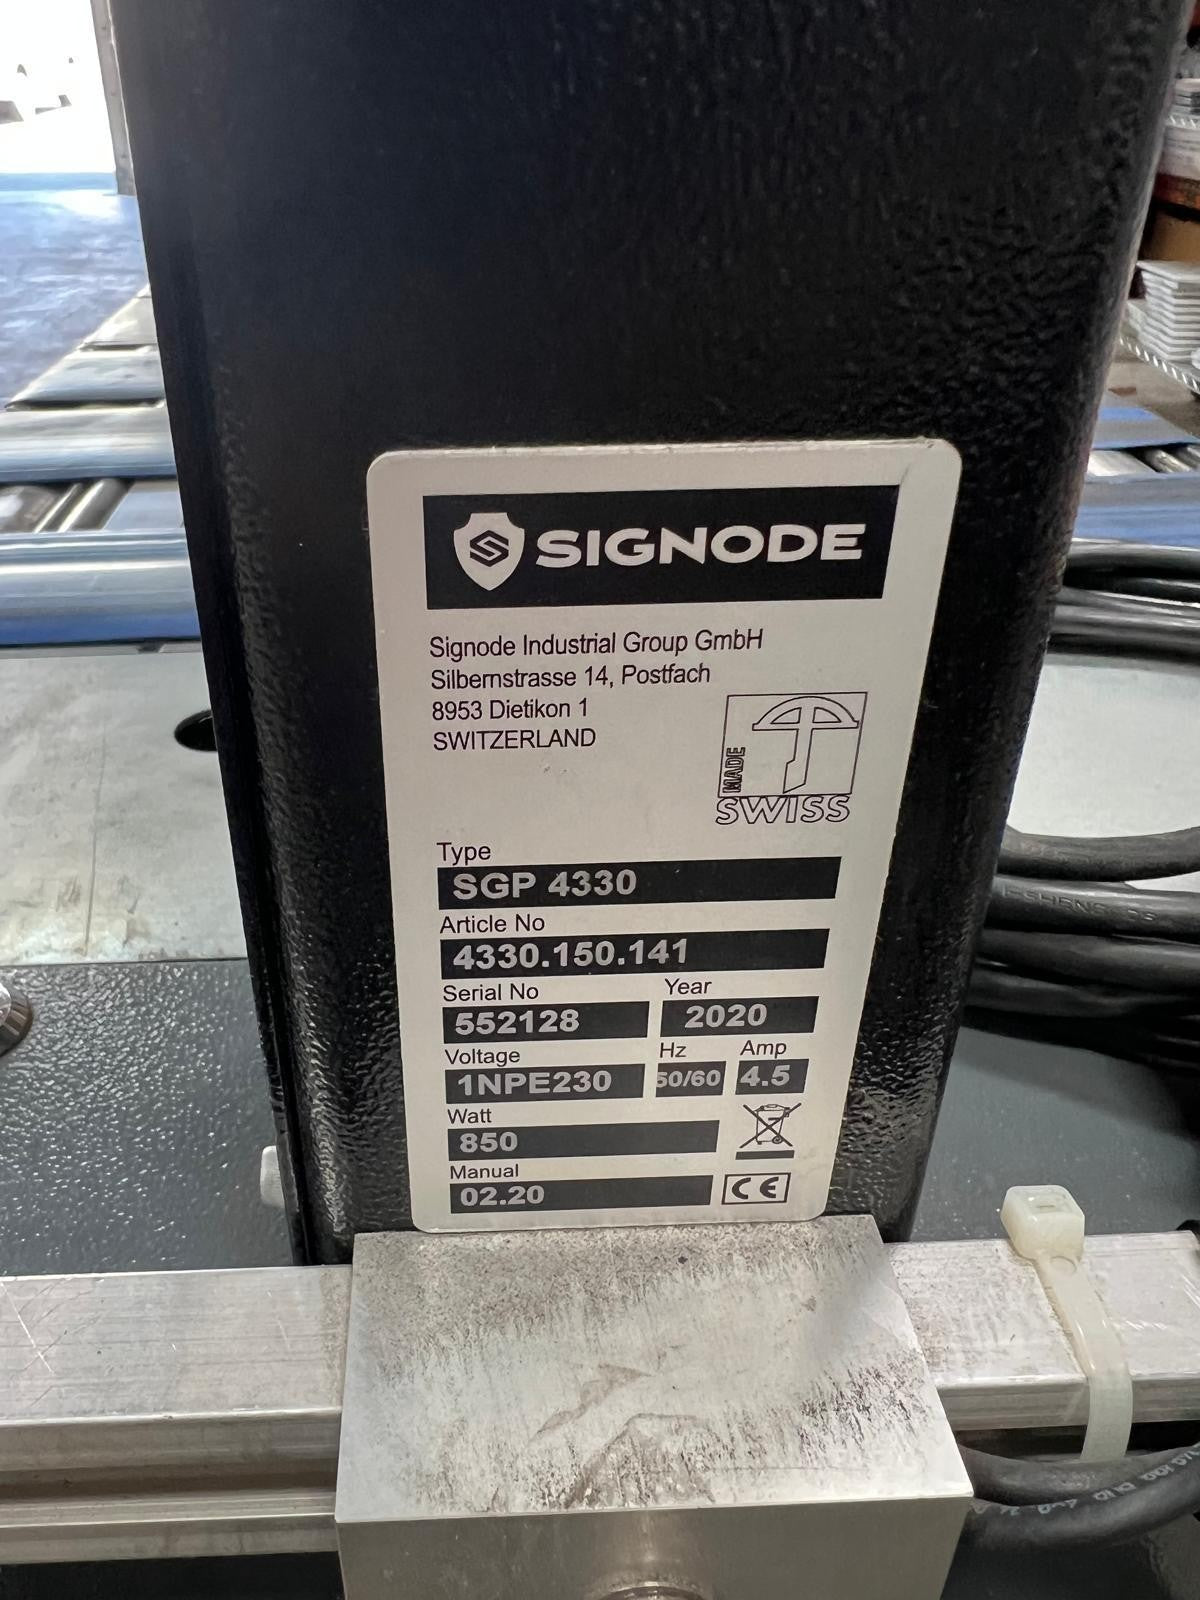 SIGNODE
Signode Industrial Group GmbH
Silbernstrasse 14, Postfach
8953 Dietikon 1
SWITZERLAND
MADE
SWISS
Type
SGP 4330
Article No
4330.150.141
Serial No Year
552128 2020
Voltage Hz Amp
1NPE230 50/60 4.5
Watt
850
Manual
02.20 CE